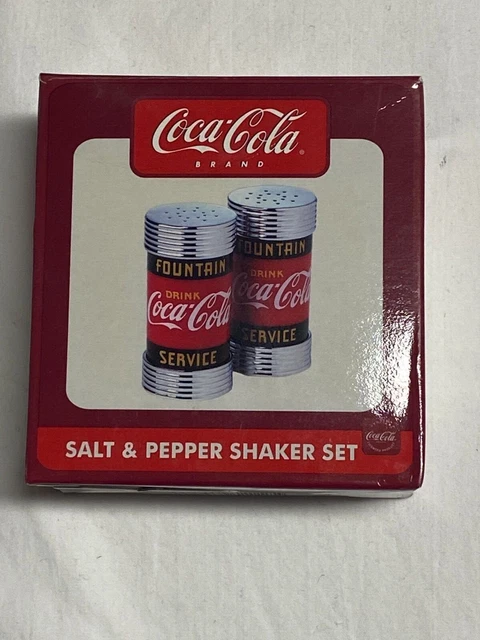 Coca-Cola®
BRAND
FOUNTAIN
DRINK
Coca-Cola
SERVICE
FOUNTAIN
DRINK
Coca-Cola
SERVICE
SALT & PEPPER SHAKER SET
Coca-Cola